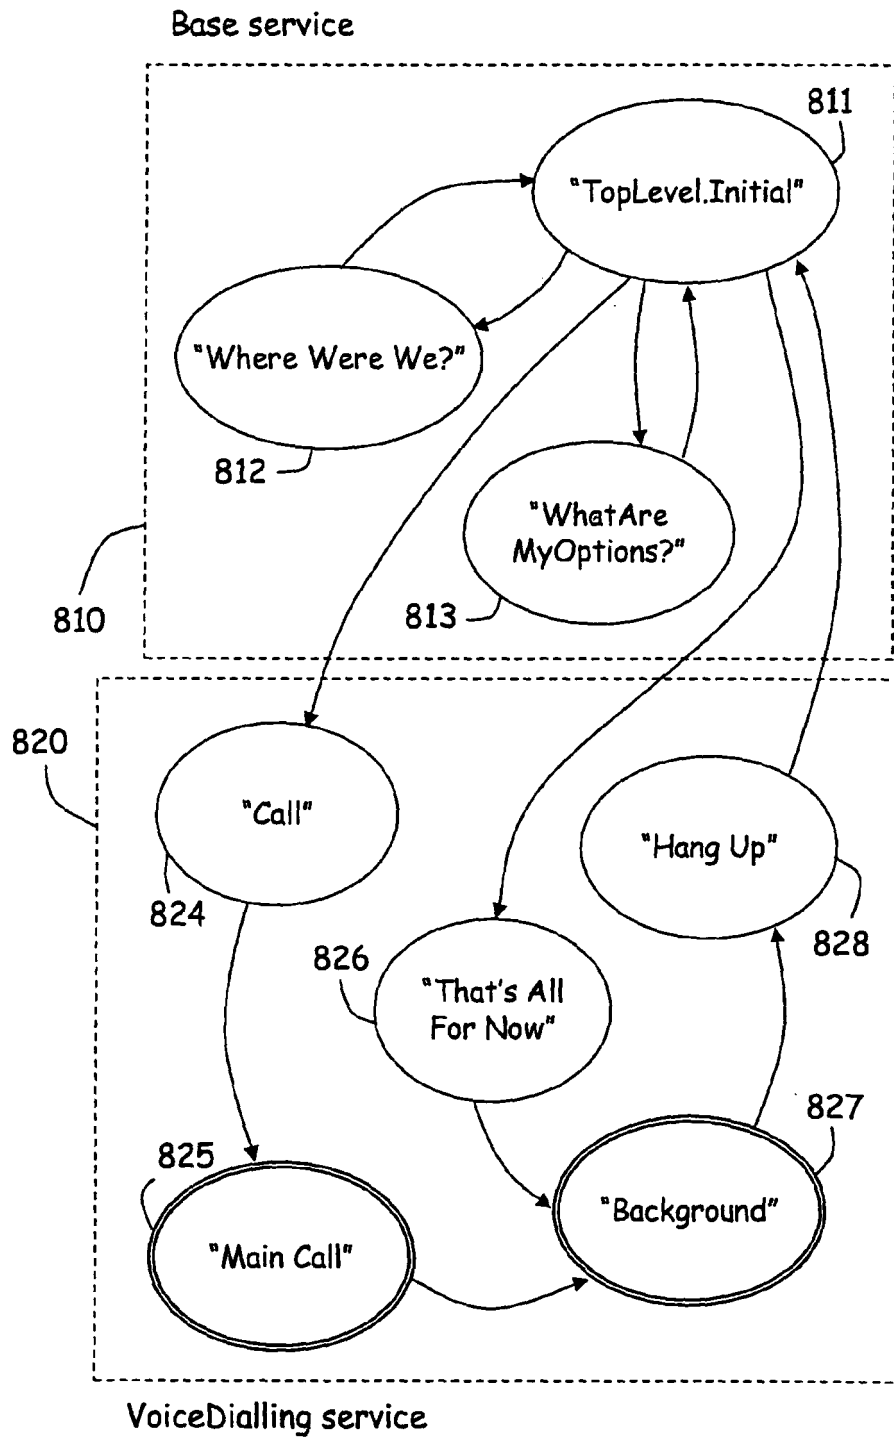 Base service
811
"TopLevel.Initial"
"Where Were We?"
812
"WhatAre
MyOptions?"
813
810
820
"Call"
824
"Hang Up"
828
826
"That's All
For Now"
827
825
"Background"
"Main Call"
VoiceDialling service